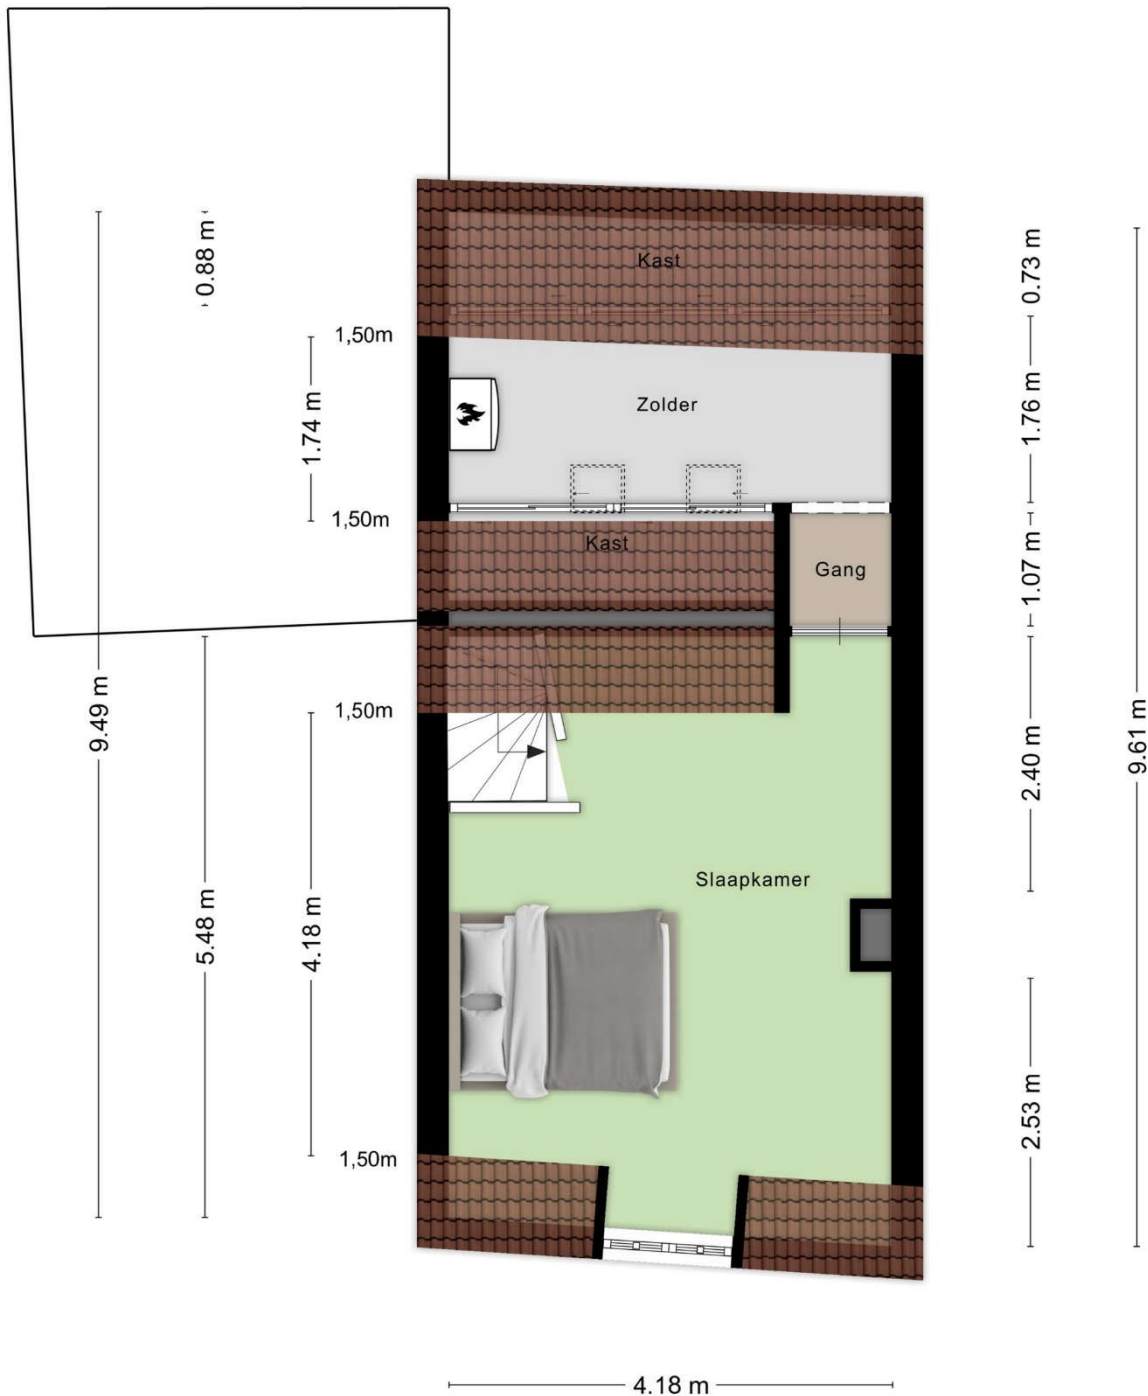 Kast
0.88 m
0.73 m
1,50m
Zolder
1.74 m
1.76 m
1,50m
Kast
Gang
1.07 m
9.49 m
1,50m
9.61 m
2.40 m
Slaapkamer
5.48 m
4.18 m
2.53 m
1,50m
4.18 m